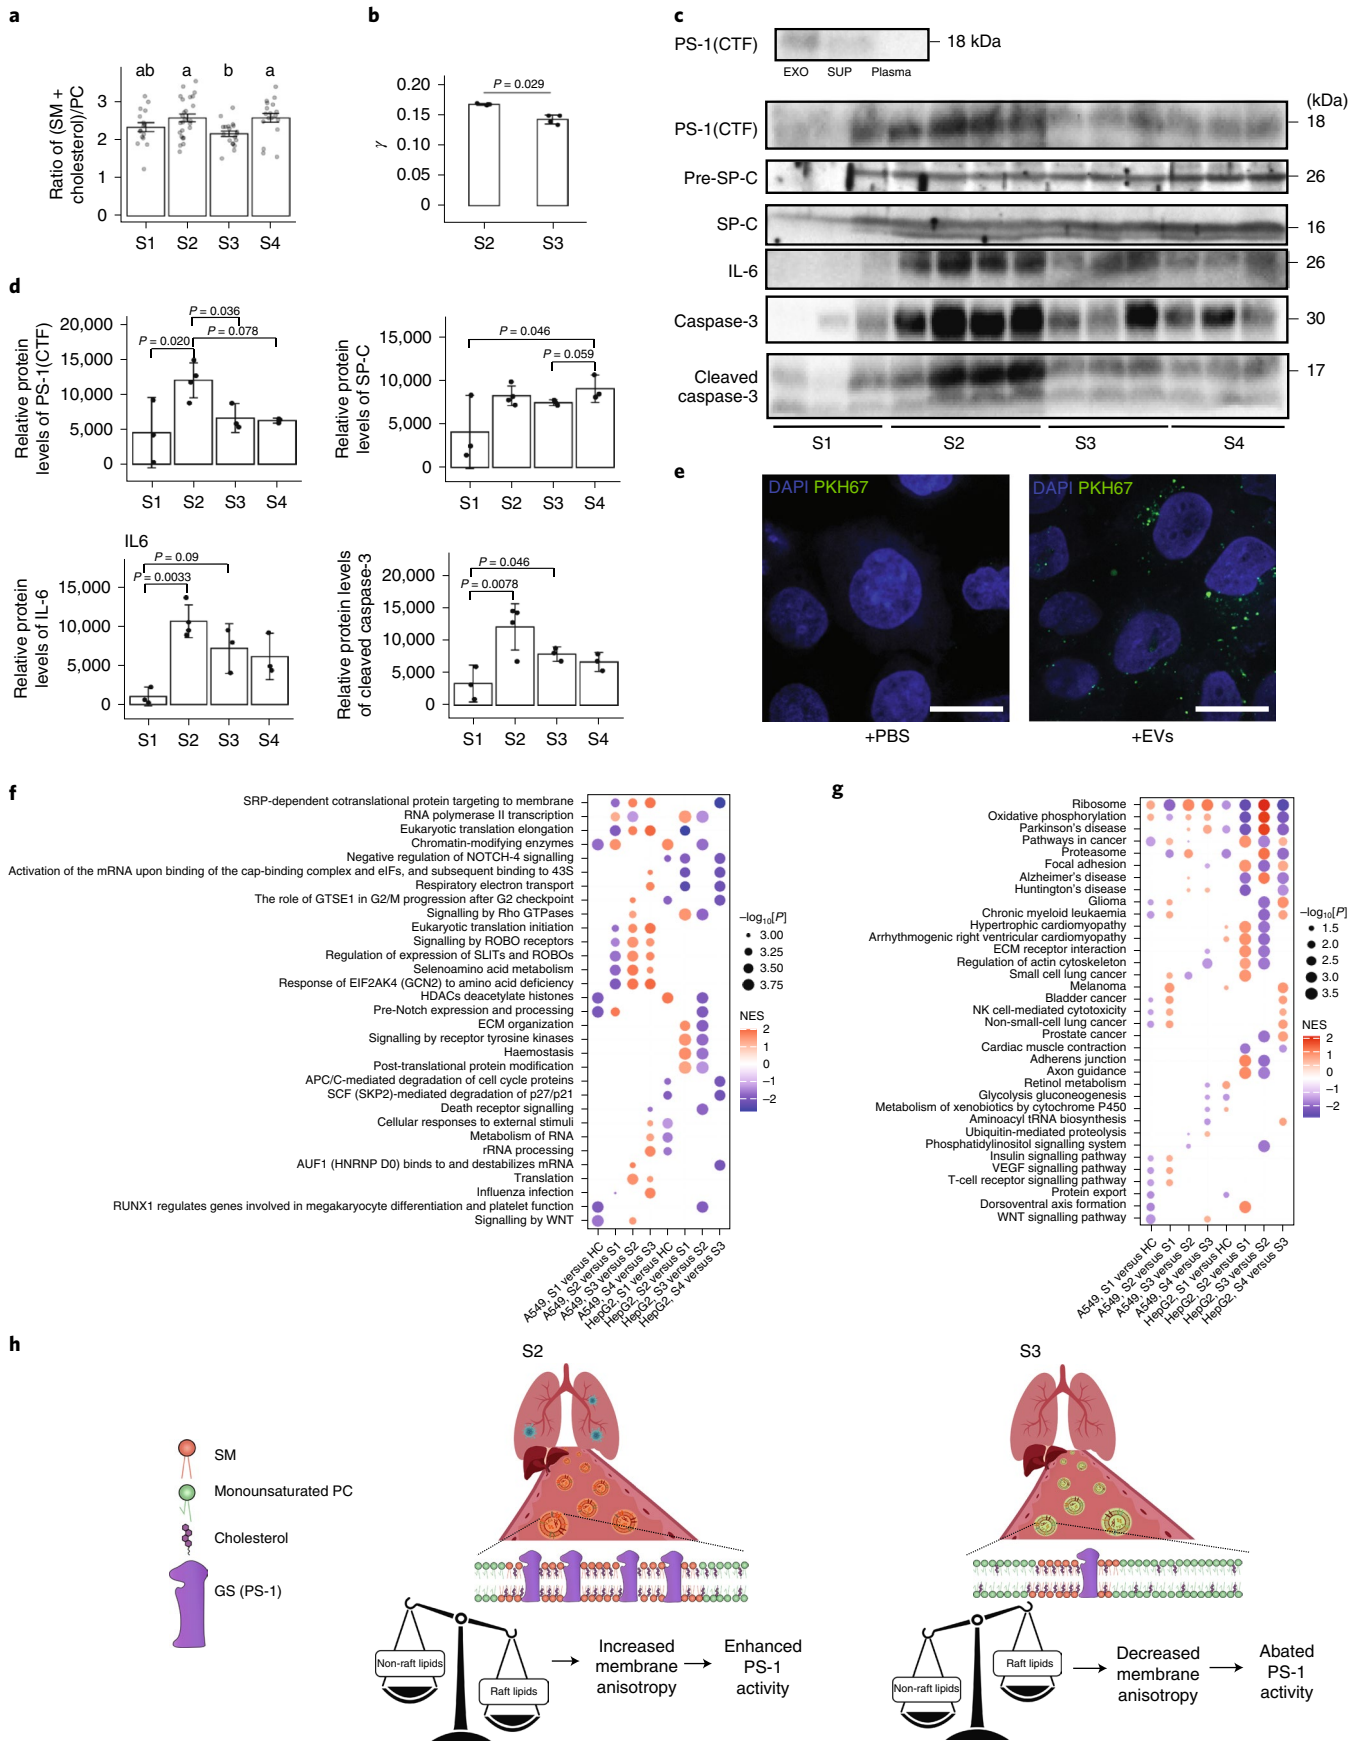 a
Ratio of (SM +
cholesterol)/PC
3
2
1
0
ab
a
b
a
S1
S2
S3
S4
b
γ
0.20
0.15
0.10
0.05
0
P = 0.029
S2
S3
c
PS-1(CTF)
18 kDa
EXO
SUP
Plasma
(kDa)
PS-1(CTF)
18
Pre-SP-C
26
SP-C
16
IL-6
26
Caspase-3
30
Cleaved
caspase-3
17
S1
S2
S3
S4
d
Relative protein
levels of PS-1(CTF)
20,000
15,000
10,000
5,000
0
P = 0.036
P = 0.078
P = 0.020
S1
S2
S3
S4
Relative protein
levels of SP-C
15,000
10,000
5,000
0
P = 0.046
P = 0.059
S1
S2
S3
S4
IL6
Relative protein
levels of IL-6
15,000
10,000
5,000
0
P = 0.09
P = 0.0033
S1
S2
S3
S4
Relative protein levels
of cleaved caspase-3
20,000
15,000
10,000
5,000
0
P = 0.046
P = 0.0078
S1
S2
S3
S4
e
DAPI PKH67
DAPI PKH67
+PBS
+EVs
f
SRP-dependent cotranslational protein targeting to membrane
RNA polymerase II transcription
Eukaryotic translation elongation
Chromatin-modifying enzymes
Negative regulation of NOTCH-4 signalling
Activation of the mRNA upon binding of the cap-binding complex and eIFs, and subsequent binding to 43S
Respiratory electron transport
The role of GTSE1 in G2/M progression after G2 checkpoint
Signalling by Rho GTPases
Eukaryotic translation initiation
Signalling by ROBO receptors
Regulation of expression of SLITs and ROBOs
Selenoamino acid metabolism
Response of EIF2AK4 (GCN2) to amino acid deficiency
HDACs deacetylate histones
Pre-Notch expression and processing
ECM organization
Signalling by receptor tyrosine kinases
Haemostasis
Post-translational protein modification
APC/C-mediated degradation of cell cycle proteins
SCF (SKP2)-mediated degradation of p27/p21
Death receptor signalling
Cellular responses to external stimuli
Metabolism of RNA
rRNA processing
AUF1 (HNRNP D0) binds to and destabilizes mRNA
Translation
Influenza infection
RUNX1 regulates genes involved in megakaryocyte differentiation and platelet function
Signalling by WNT
A549, S1 versus HC
A549, S2 versus S1
A549, S3 versus S2
A549, S4 versus S3
HepG2, S1 versus HC
HepG2, S2 versus S1
HepG2, S3 versus S2
HepG2, S4 versus S3
–log10[P]
3.00
3.25
3.50
3.75
NES
2
1
0
–1
–2
g
Ribosome
Oxidative phosphorylation
Parkinson's disease
Pathways in cancer
Proteasome
Focal adhesion
Alzheimer's disease
Huntington's disease
Glioma
Chronic myeloid leukaemia
Hypertrophic cardiomyopathy
Arrhythmogenic right ventricular cardiomyopathy
ECM receptor interaction
Regulation of actin cytoskeleton
Small cell lung cancer
Melanoma
Bladder cancer
NK cell-mediated cytotoxicity
Non-small-cell lung cancer
Prostate cancer
Cardiac muscle contraction
Adherens junction
Axon guidance
Retinol metabolism
Glycolysis gluconeogenesis
Metabolism of xenobiotics by cytochrome P450
Aminoacyl tRNA biosynthesis
Ubiquitin-mediated proteolysis
Phosphatidylinositol signalling system
Insulin signalling pathway
VEGF signalling pathway
T-cell receptor signalling pathway
Protein export
Dorsoventral axis formation
WNT signalling pathway
A549, S1 versus HC
A549, S2 versus S1
A549, S3 versus S2
A549, S4 versus S3
HepG2, S1 versus HC
HepG2, S2 versus S1
HepG2, S3 versus S2
HepG2, S4 versus S3
–log10[P]
1.5
2.0
2.5
3.0
3.5
NES
2
1
0
–1
–2
h
SM
Monounsaturated PC
Cholesterol
GS (PS-1)
S2
Non-raft lipids
Raft lipids
Increased
membrane
anisotropy
Enhanced
PS-1
activity
S3
Non-raft lipids
Raft lipids
Decreased
membrane
anisotropy
Abated
PS-1
activity